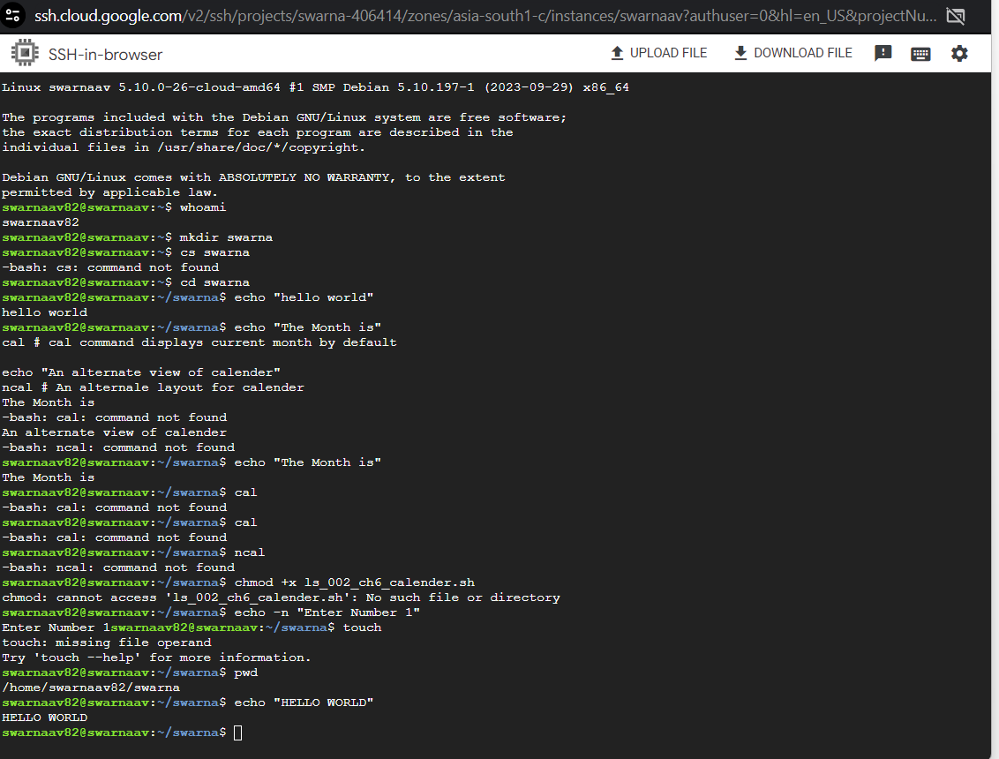 ssh.cloud.google.com/v2/ssh/projects/swarna-406414/zones/asia-south1-c/instances/swarnaav?authuser=0&hl=en_US&projectNu...
SSH-in-browser
UPLOAD FILE
DOWNLOAD FILE
Linux swarnaav 5.10.0-26-cloud-amd64 #1 SMP Debian 5.10.197-1 (2023-09-29) x86_64
The programs included with the Debian GNU/Linux system are free software;
the exact distribution terms for each program are described in the
individual files in /usr/share/doc/*/copyright.
Debian GNU/Linux comes with ABSOLUTELY NO WARRANTY, to the extent
permitted by applicable law.
swarnaav82@swarnaav:~$ whoami
swarnaav82
swarnaav82@swarnaav:~$ mkdir swarna
swarnaav82@swarnaav:~$ cs swarna
-bash: cs: command not found
swarnaav82@swarnaav:~$ cd swarna
swarnaav82@swarnaav:~/swarna$ echo "hello world"
hello world
swarnaav82@swarnaav:~/swarna$ echo "The Month is"
cal # cal command displays current month by default
echo "An alternate view of calender"
ncal # An alternale layout for calender
The Month is
-bash: cal: command not found
An alternate view of calender
-bash: ncal: command not found
swarnaav82@swarnaav:~/swarna$ echo "The Month is"
The Month is
swarnaav82@swarnaav:~/swarna$ cal
-bash: cal: command not found
swarnaav82@swarnaav:~/swarna$ cal
-bash: cal: command not found
swarnaav82@swarnaav:~/swarna$ ncal
-bash: ncal: command not found
swarnaav82@swarnaav:~/swarna$ chmod +x ls_002_ch6_calender.sh
chmod: cannot access 'ls_002_ch6_calender.sh': No such file or directory
swarnaav82@swarnaav:~/swarna$ echo -n "Enter Number 1"
Enter Number 1swarnaav82@swarnaav:~/swarna$ touch
touch: missing file operand
Try 'touch --help' for more information.
swarnaav82@swarnaav:~/swarna$ pwd
/home/swarnaav82/swarna
swarnaav82@swarnaav:~/swarna$ echo "HELLO WORLD"
HELLO WORLD
swarnaav82@swarnaav:~/swarna$